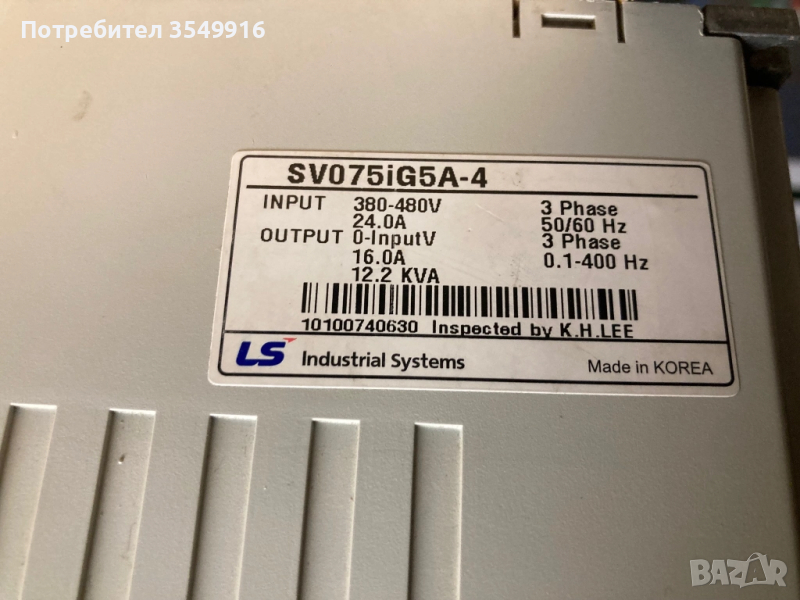 Потребител 3549916
SV075iG5A-4
INPUT 380-480V 3 Phase
24.0A 50/60 Hz
OUTPUT 0-InputV 3 Phase
16.0A 0.1-400 Hz
12.2 KVA
10100740630 Inspected by K.H.LEE
LS Industrial Systems Made in KOREA
BAZAR